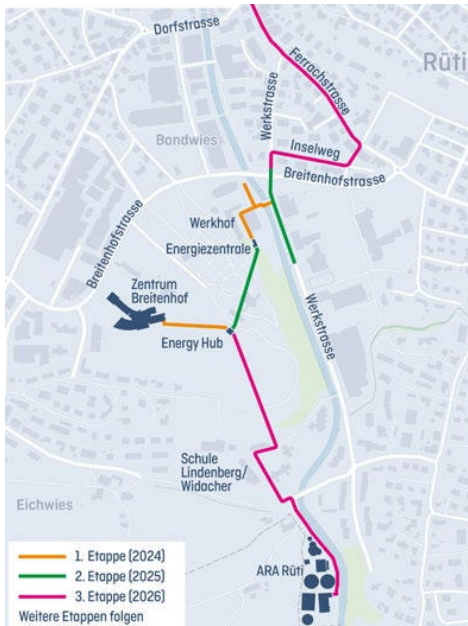 Dorfstrasse
Rüti
Ferrachstrasse
Werkstrasse
Bandwies
Inselweg
Breitenhofstrasse
Breitenhofstrasse
Werkhof
Energiezentrale
Zentrum
Breitenhof
Werkstrasse
Energy Hub
Schule
Lindenberg/
Widacher
Eichwies
ARA Rüti
1. Etappe (2024)
2. Etappe (2025)
3. Etappe (2026)
Weitere Etappen folgen